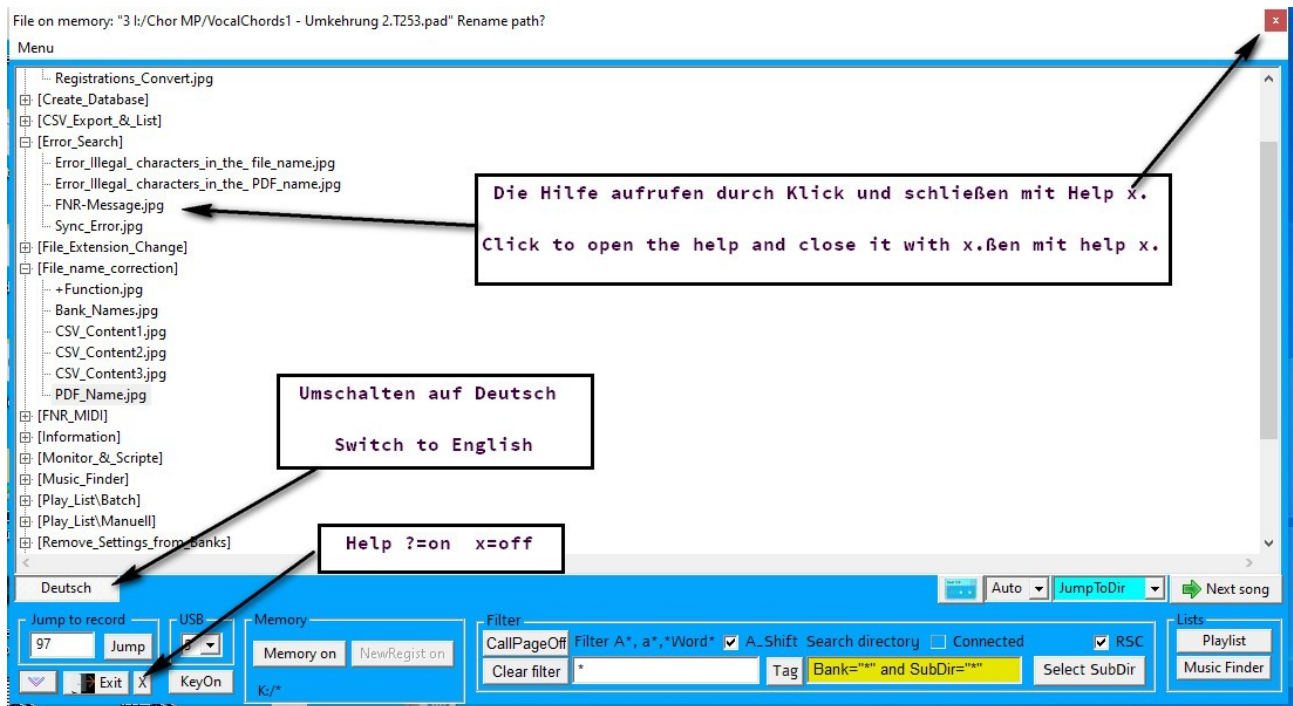 File on memory: "3 I:/Chor MP/VocalChords1 - Umkehrung 2.T253.pad" Rename path?
x
Menu
Registrations_Convert.jpg
[Create_Database]
[CSV_Export_&_List]
[Error_Search]
Error_Illegal_ characters_in_the_ file_name.jpg
Error_Illegal_ characters_in_the_ PDF_name.jpg
FNR-Message.jpg
Sync_Error.jpg
[File_Extension_Change]
[File_name_correction]
+Function.jpg
Bank_Names.jpg
CSV_Content1.jpg
CSV_Content2.jpg
CSV_Content3.jpg
PDF_Name.jpg
[FNR_MIDI]
[Information]
[Monitor_&_Scripte]
[Music_Finder]
[Play_List\Batch]
[Play_List\Manuell]
[Remove_Settings_from_Banks]
Die Hilfe aufrufen durch Klick und schließen mit Help x.
Click to open the help and close it with x.ßen mit help x.
Umschalten auf Deutsch
Switch to English
Help ?=on x=off
Deutsch
Auto
JumpToDir
Next song
Jump to record
97
Jump
USB
Exit
X
KeyOn
Memory
Memory on
NewRegist on
K:/*
Filter
CallPageOff
Filter A*, a*,*Word*
A_Shift
Search directory
Connected
RSC
Clear filter
*
Tag
Bank="*" and SubDir="*"
Select SubDir
Lists
Playlist
Music Finder